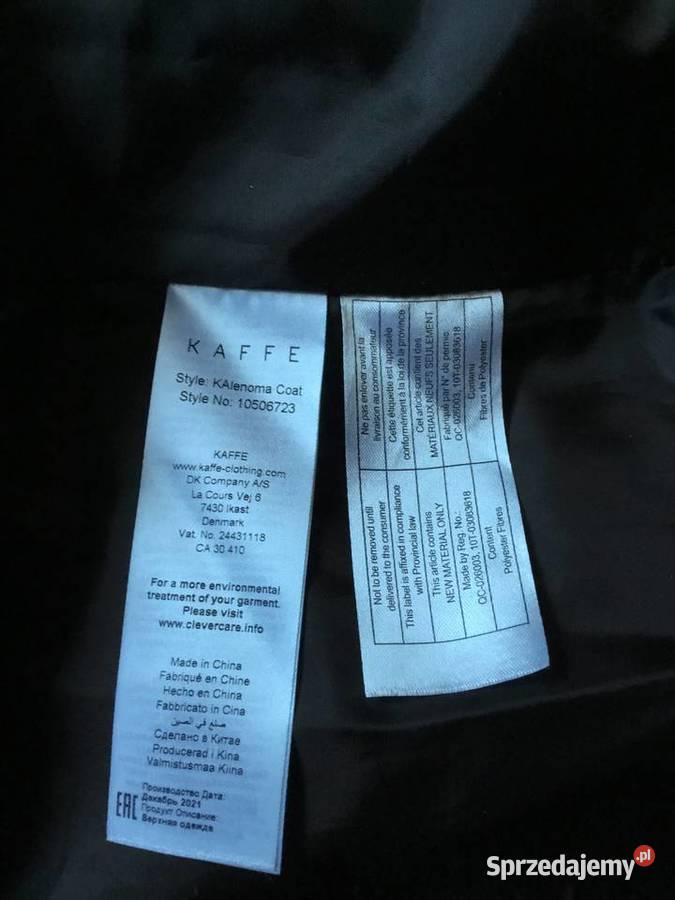 KAFFE
Style: KAlenoma Coat
Style No: 10506723
KAFFE
www.kaffe-clothing.com
DK Company A/S
La Cours Vej 6
7430 Ikast
Denmark
Vat. No. 24431118
CA 30 410
For a more environmental
treatment of your garment.
Please visit
www.clevercare.info
Made in China
Fabriqué en Chine
Hecho en China
Fabbricato in Cina
صنع في الصين
Сделано в Китае
Producerad i Kina
Valmistusmaa Kiina
Производство Дата:
Декабрь 2021
EAC
Продукт Описание:
Верхняя одежда
Ne pas enlever avant la
livraison au consommateur
Cette étiquette est apposée
conformément à la loi de la province
Cet article contient des
MATÉRIAUX NEUFS SEULEMENT
Fabriqué par N° de permis
QC-026003, 10T-03083618
Contenu
Fibres de Polyester
Not to be removed until
delivered to the consumer
This label is affixed in compliance
with Provincial law
This article contains
NEW MATERIAL ONLY
Made by Reg. No.:
QC-026003, 10T-03083618
Content
Polyester Fibres
Sprzedajemy.pl